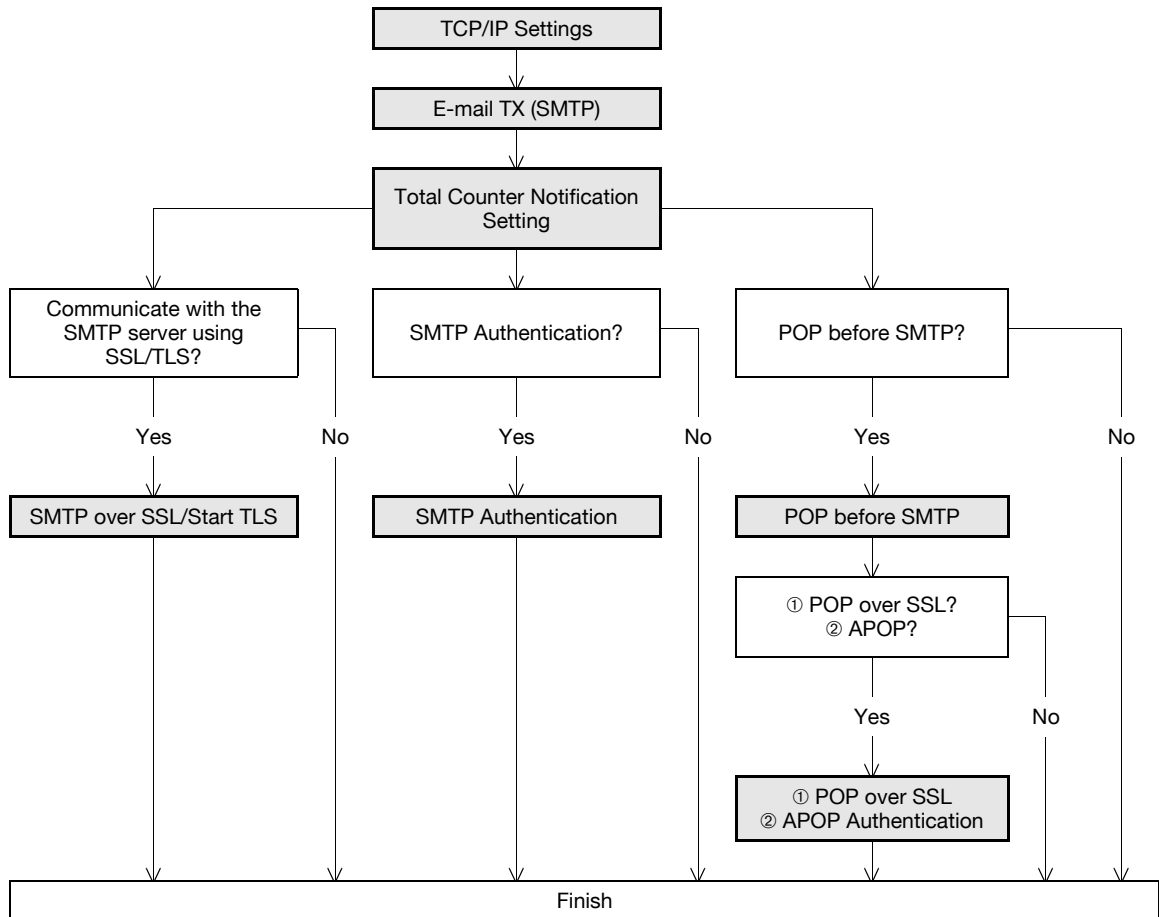 TCP/IP Settings
E-mail TX (SMTP)
Total Counter Notification
Setting
Communicate with the
SMTP server using
SSL/TLS?
SMTP Authentication?
POP before SMTP?
Yes
No
Yes
No
Yes
No
SMTP over SSL/Start TLS
SMTP Authentication
POP before SMTP
① POP over SSL?
② APOP?
Yes
No
① POP over SSL
② APOP Authentication
Finish